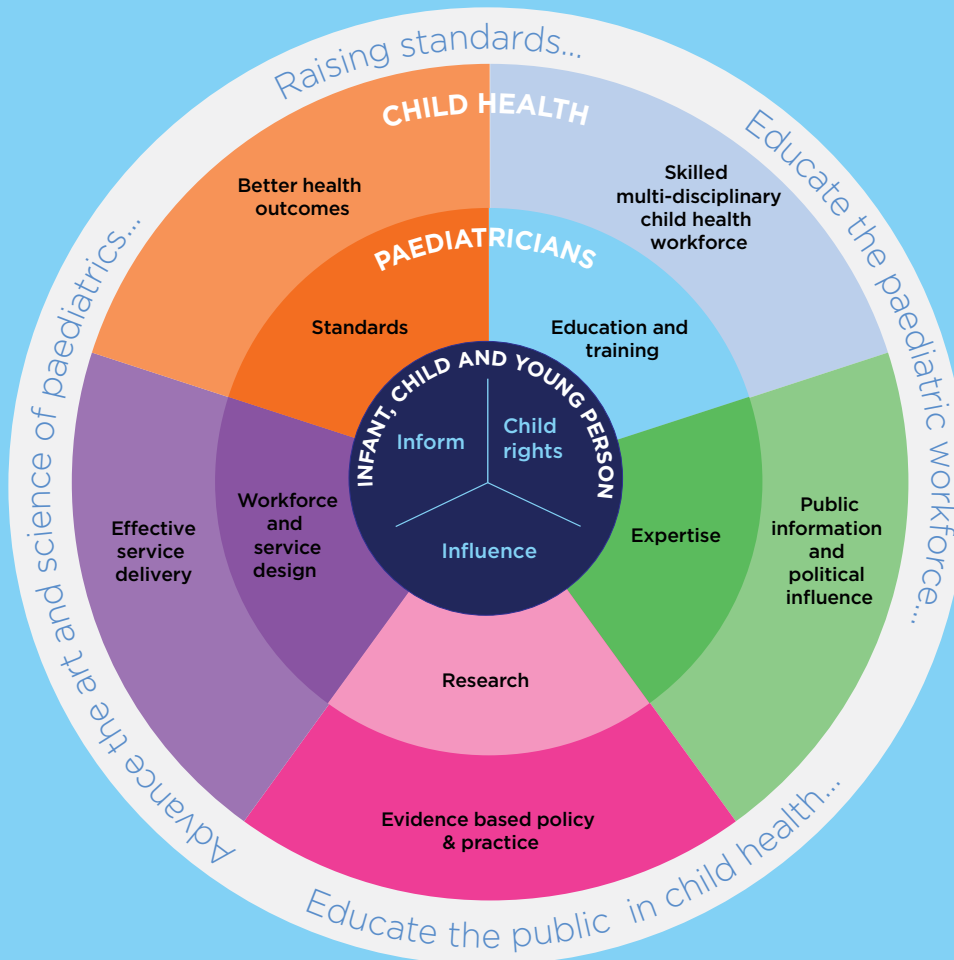 Raising standards...
Educate the paediatric workforce...
Educate the public in child health...
Advance the art and science of paediatrics...
CHILD HEALTH
Better health
outcomes
Skilled
multi-disciplinary
child health
workforce
Public
information
and
political
influence
Evidence based policy
& practice
Effective
service
delivery
PAEDIATRICIANS
Standards
Education and
training
Expertise
Research
Workforce
and
service
design
INFANT, CHILD AND YOUNG PERSON
Inform
Child
rights
Influence